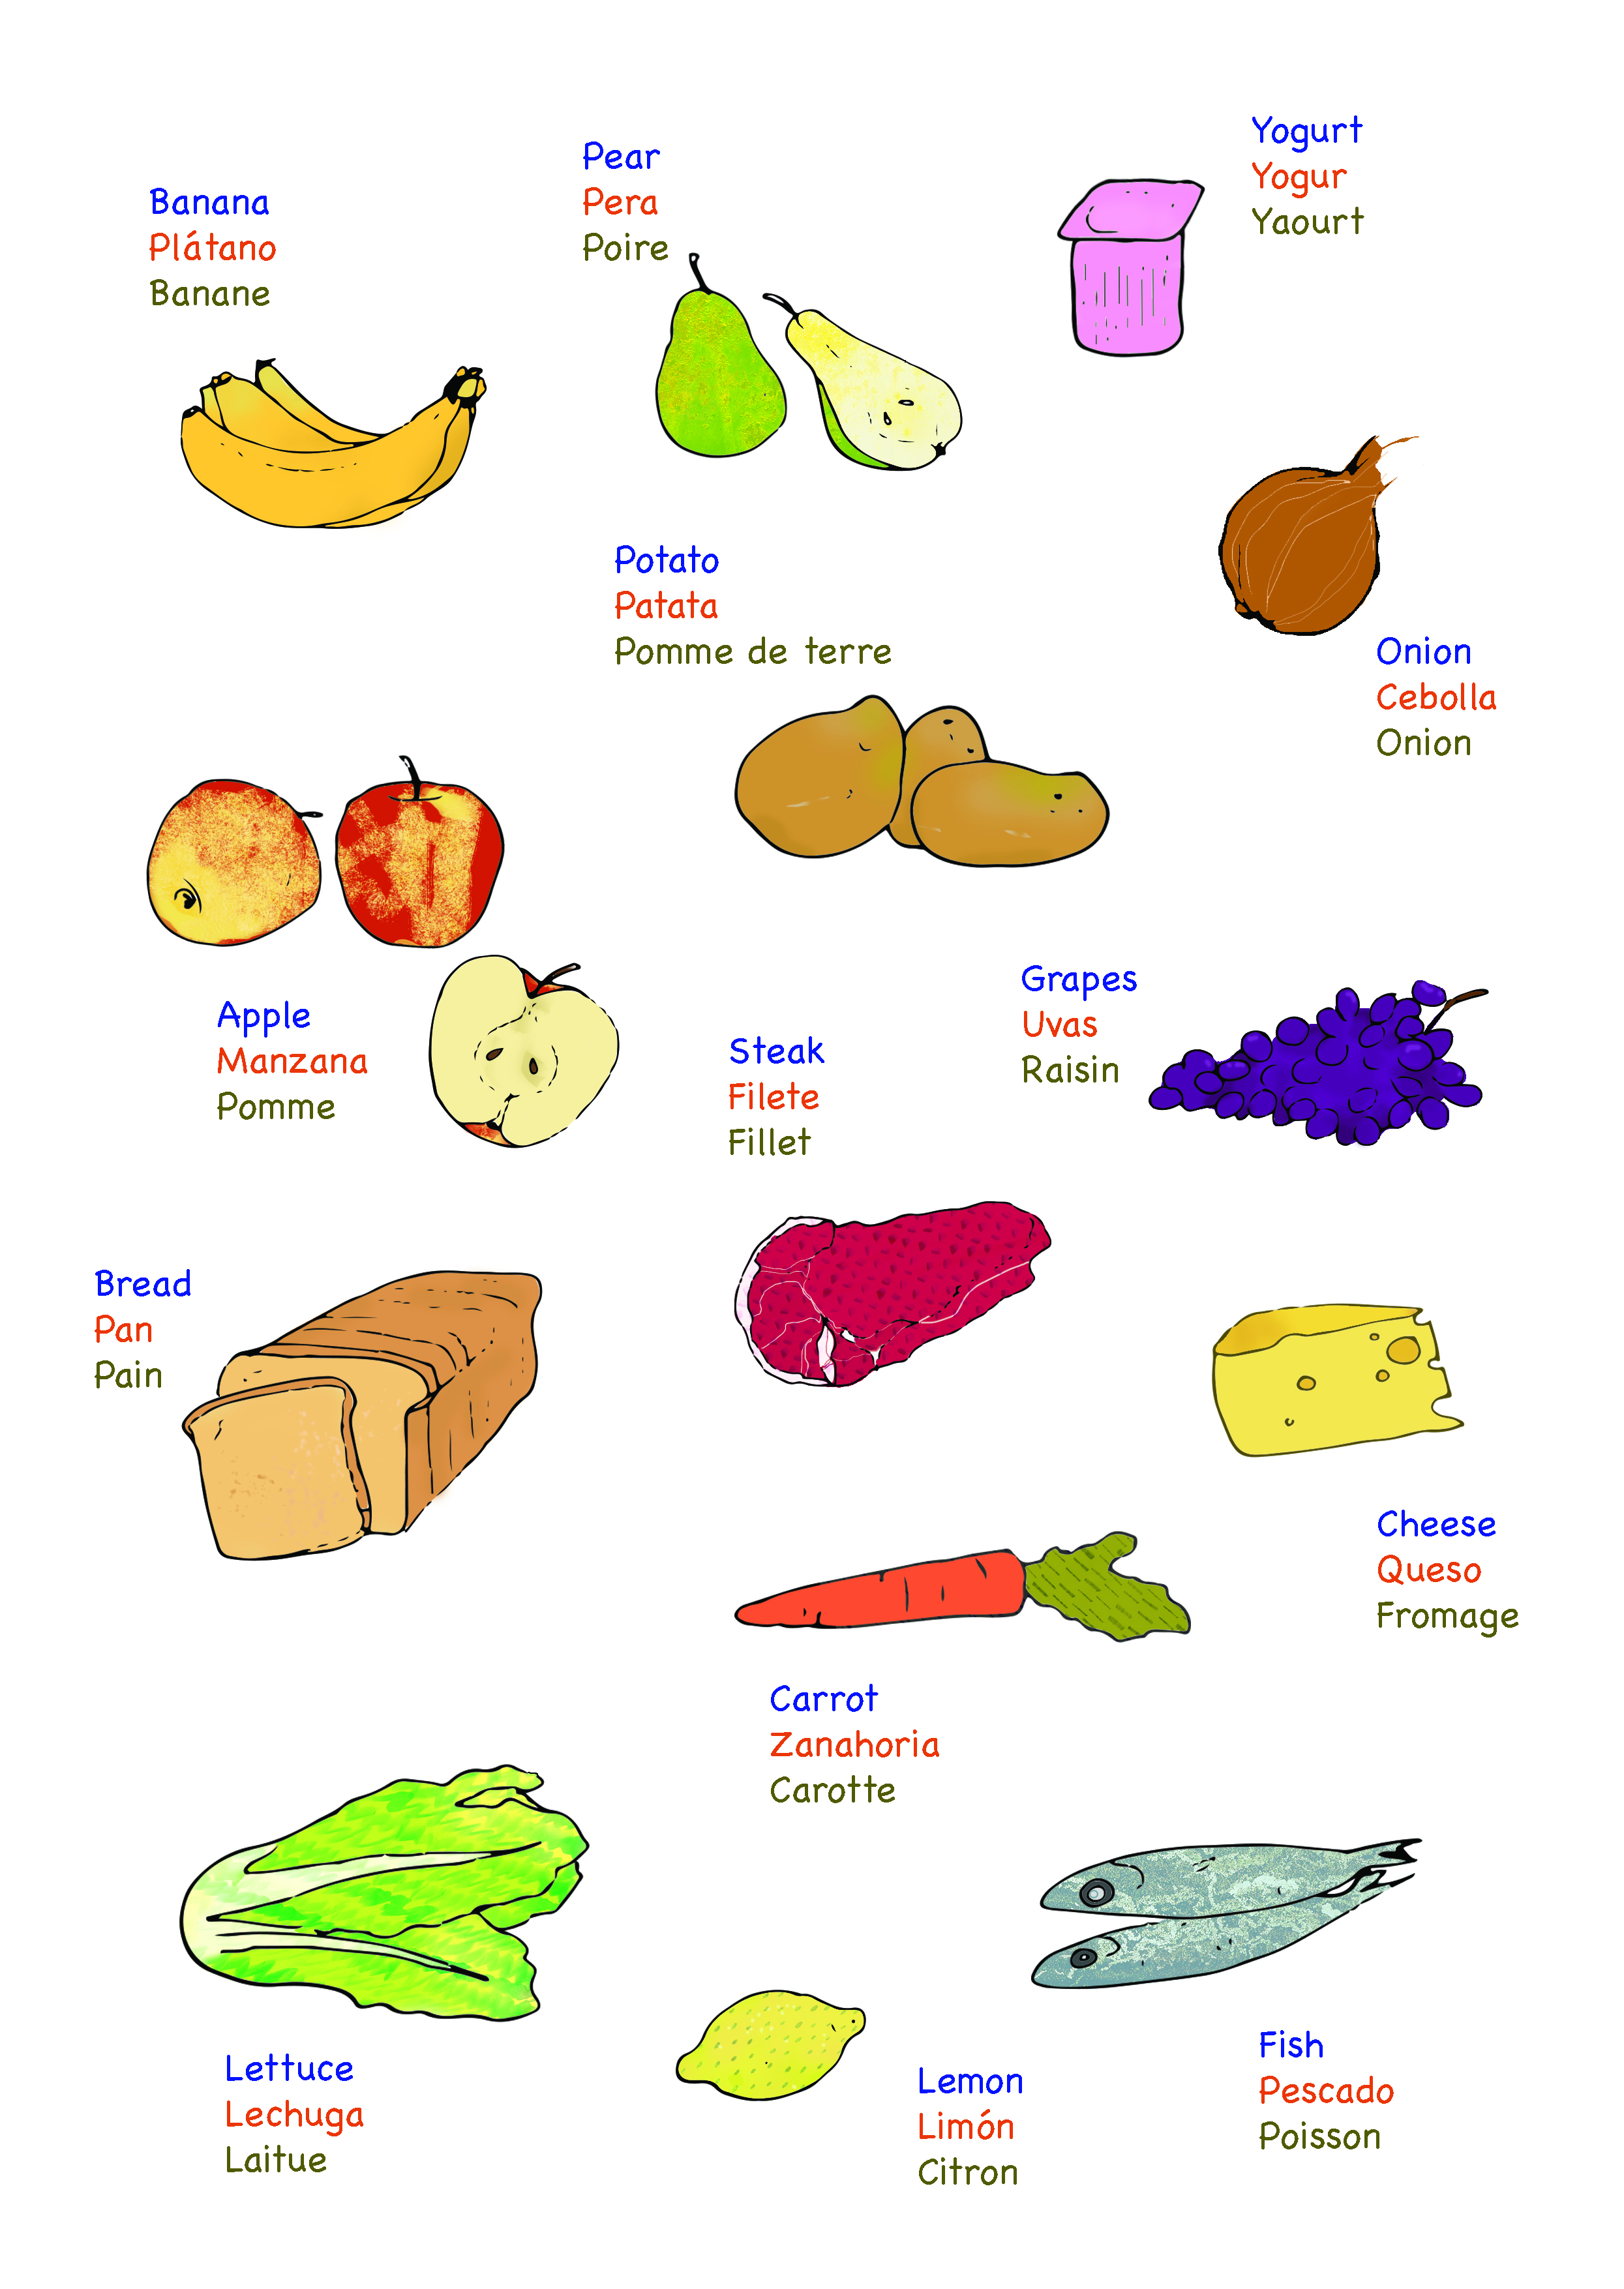 Banana
Plátano
Banane
Pear
Pera
Poire
Yogurt
Yogur
Yaourt
Potato
Patata
Pomme de terre
Onion
Cebolla
Onion
Apple
Manzana
Pomme
Steak
Filete
Fillet
Grapes
Uvas
Raisin
Bread
Pan
Pain
Cheese
Queso
Fromage
Carrot
Zanahoria
Carotte
Lettuce
Lechuga
Laitue
Lemon
Limón
Citron
Fish
Pescado
Poisson